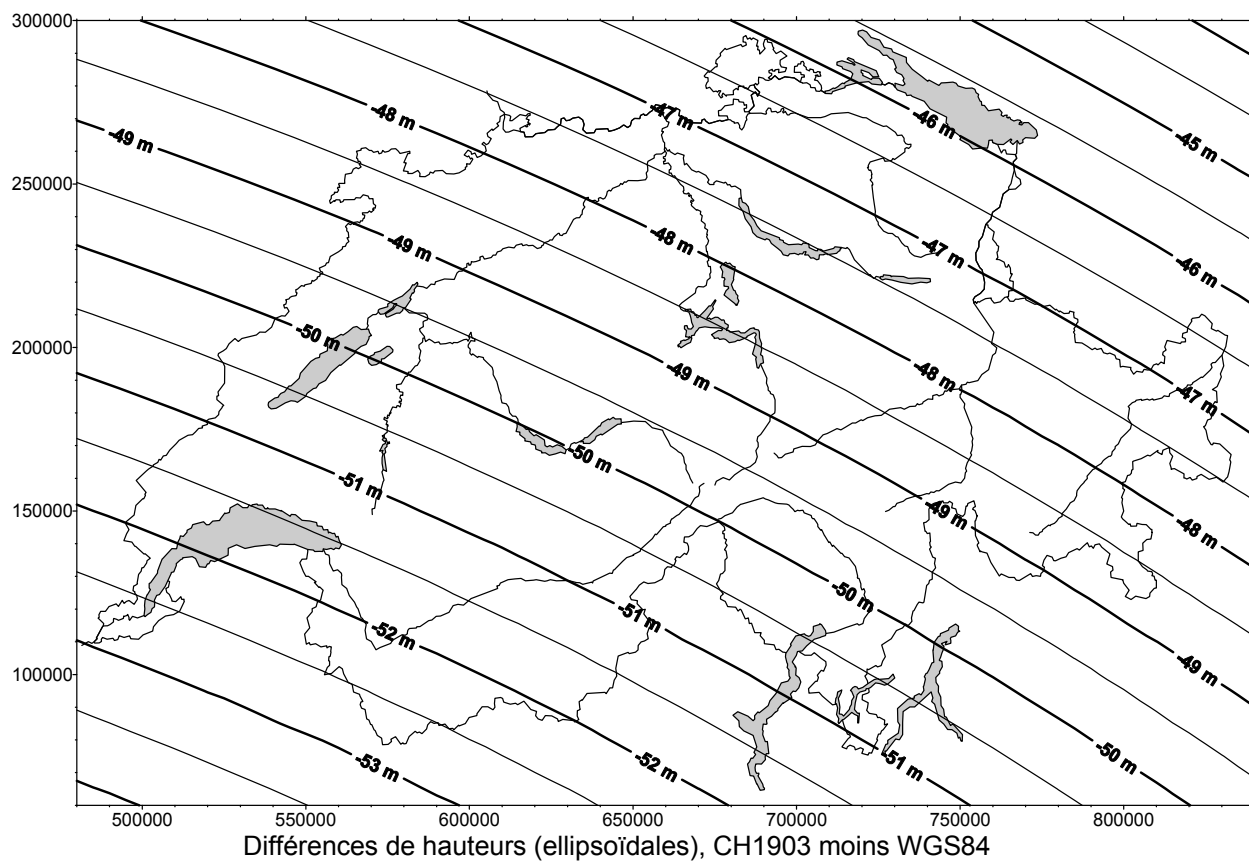 300000
-47 m
-46 m
-45 m
-48 m
-49 m
250000
-48 m
-47 m
-46 m
-49 m
-50 m
200000
-49 m
-48 m
-47 m
-51 m
-50 m
150000
-49 m
-48 m
-52 m
-51 m
-50 m
-49 m
100000
-53 m
-52 m
-51 m
-50 m
500000 550000 600000 650000 700000 750000 800000
Différences de hauteurs (ellipsoïdales), CH1903 moins WGS84